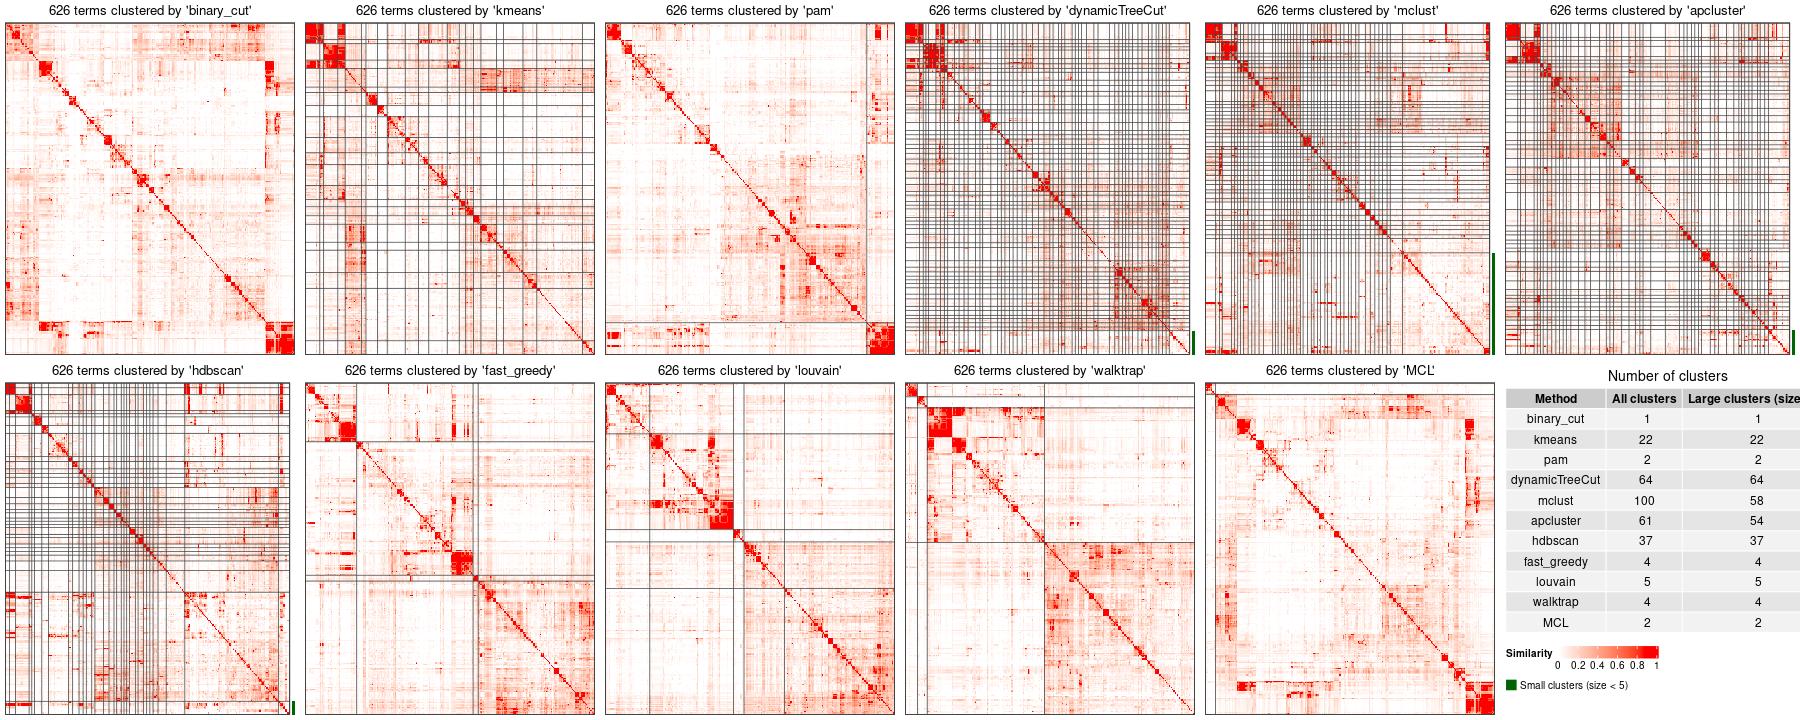 626 terms clustered by 'binary_cut'
626 terms clustered by 'kmeans'
626 terms clustered by 'pam'
626 terms clustered by 'dynamicTreeCut'
626 terms clustered by 'mclust'
626 terms clustered by 'apcluster'
626 terms clustered by 'hdbscan'
626 terms clustered by 'fast_greedy'
626 terms clustered by 'louvain'
626 terms clustered by 'walktrap'
626 terms clustered by 'MCL'
Number of clusters
Method All clusters Large clusters (size
binary_cut 1 1
kmeans 22 22
pam 2 2
dynamicTreeCut 64 64
mclust 100 58
apcluster 61 54
hdbscan 37 37
fast_greedy 4 4
louvain 5 5
walktrap 4 4
MCL 2 2
Similarity
0 0.2 0.4 0.6 0.8 1
Small clusters (size < 5)